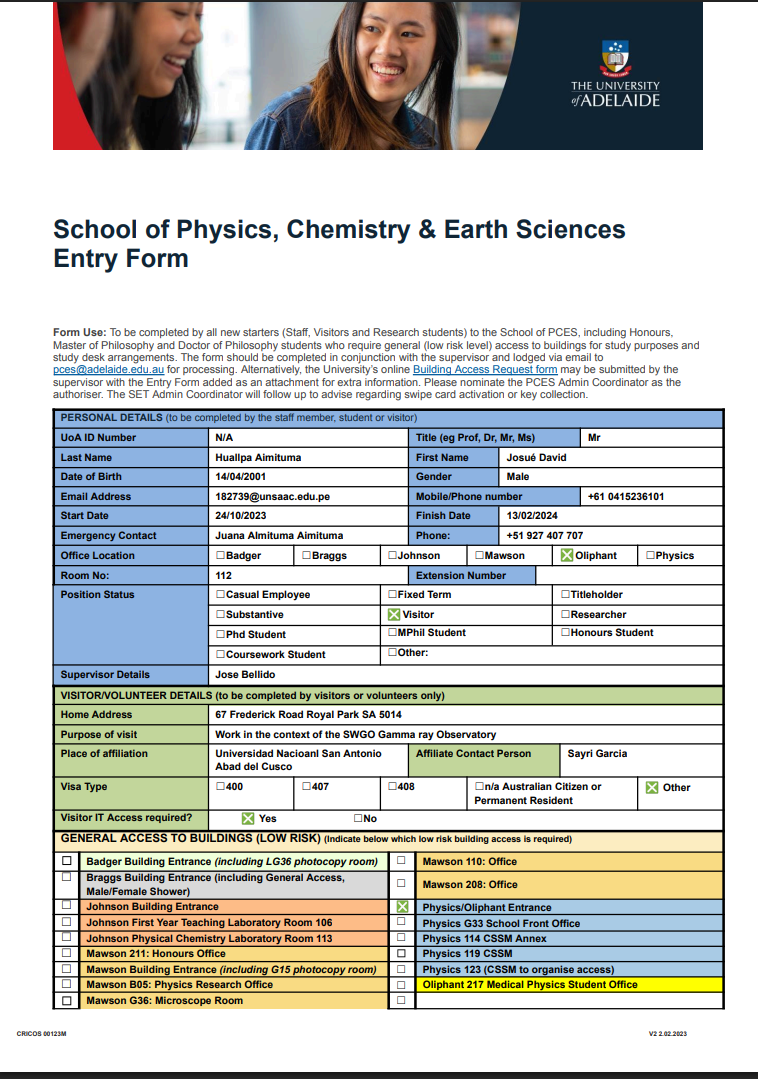 THE UNIVERSITY
of ADELAIDE
School of Physics, Chemistry & Earth Sciences
Entry Form
Form Use: To be completed by all new starters (Staff, Visitors and Research students) to the School of PCES, including Honours,
Master of Philosophy and Doctor of Philosophy students who require general (low risk level) access to buildings for study purposes and
study desk arrangements. The form should be completed in conjunction with the supervisor and lodged via email to
pces@adelaide.edu.au for processing. Alternatively, the University's online Building Access Request form may be submitted by the
supervisor with the Entry Form added as an attachment for extra information. Please nominate the PCES Admin Coordinator as the
authoriser. The SET Admin Coordinator will follow up to advise regarding swipe card activation or key collection.
PERSONAL DETAILS (to be completed by the staff member, student or visitor)
UoA ID Number N/A Title (eg Prof, Dr, Mr, Ms) Mr
Last Name Huallpa Aimituma First Name Josué David
Date of Birth 14/04/2001 Gender Male
Email Address 182739@unsaac.edu.pe Mobile/Phone number +61 0415236101
Start Date 24/10/2023 Finish Date 13/02/2024
Emergency Contact Juana Almituma Aimituma Phone: +51 927 407 707
Office Location ☐Badger ☐Braggs ☐Johnson ☐Mawson ❎Oliphant ☐Physics
Room No: 112 Extension Number
Position Status ☐Casual Employee ☐Fixed Term ☐Titleholder
☐Substantive ❎Visitor ☐Researcher
☐Phd Student ☐MPhil Student ☐Honours Student
☐Coursework Student ☐Other:
Supervisor Details Jose Bellido
VISITOR/VOLUNTEER DETAILS (to be completed by visitors or volunteers only)
Home Address 67 Frederick Road Royal Park SA 5014
Purpose of visit Work in the context of the SWGO Gamma ray Observatory
Place of affiliation Universidad Nacioanl San Antonio
Abad del Cusco Affiliate Contact Person Sayri Garcia
Visa Type ☐400 ☐407 ☐408 ☐n/a Australian Citizen or
Permanent Resident ❎ Other
Visitor IT Access required? ❎ Yes ☐No
GENERAL ACCESS TO BUILDINGS (LOW RISK) (Indicate below which low risk building access is required)
☐ Badger Building Entrance (including LG36 photocopy room) ☐ Mawson 110: Office
☐ Braggs Building Entrance (including General Access,
Male/Female Shower) ☐ Mawson 208: Office
☐ Johnson Building Entrance ❎ Physics/Oliphant Entrance
☐ Johnson First Year Teaching Laboratory Room 106 ☐ Physics G33 School Front Office
☐ Johnson Physical Chemistry Laboratory Room 113 ☐ Physics 114 CSSM Annex
☐ Mawson 211: Honours Office ☐ Physics 119 CSSM
☐ Mawson Building Entrance (including G15 photocopy room) ☐ Physics 123 (CSSM to organise access)
☐ Mawson B05: Physics Research Office ☐ Oliphant 217 Medical Physics Student Office
☐ Mawson G36: Microscope Room ☐
CRICOS 00123M V2 2.02.2023